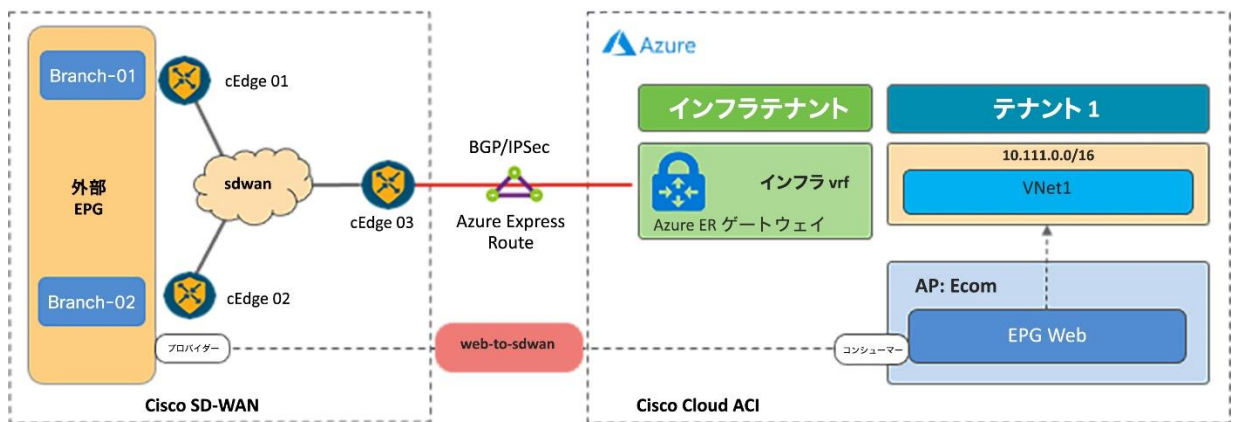 Branch-01
cEdge 01
外部
EPG
sdwan
cEdge 03
Branch-02
cEdge 02
プロバイダー
Cisco SD-WAN
BGP/IPSec
Azure Express
Route
web-to-sdwan
Azure
インフラテナント
テナント 1
インフラ vrf
Azure ER ゲートウェイ
10.111.0.0/16
VNet1
AP: Ecom
EPG Web
コンシューマー
Cisco Cloud ACI